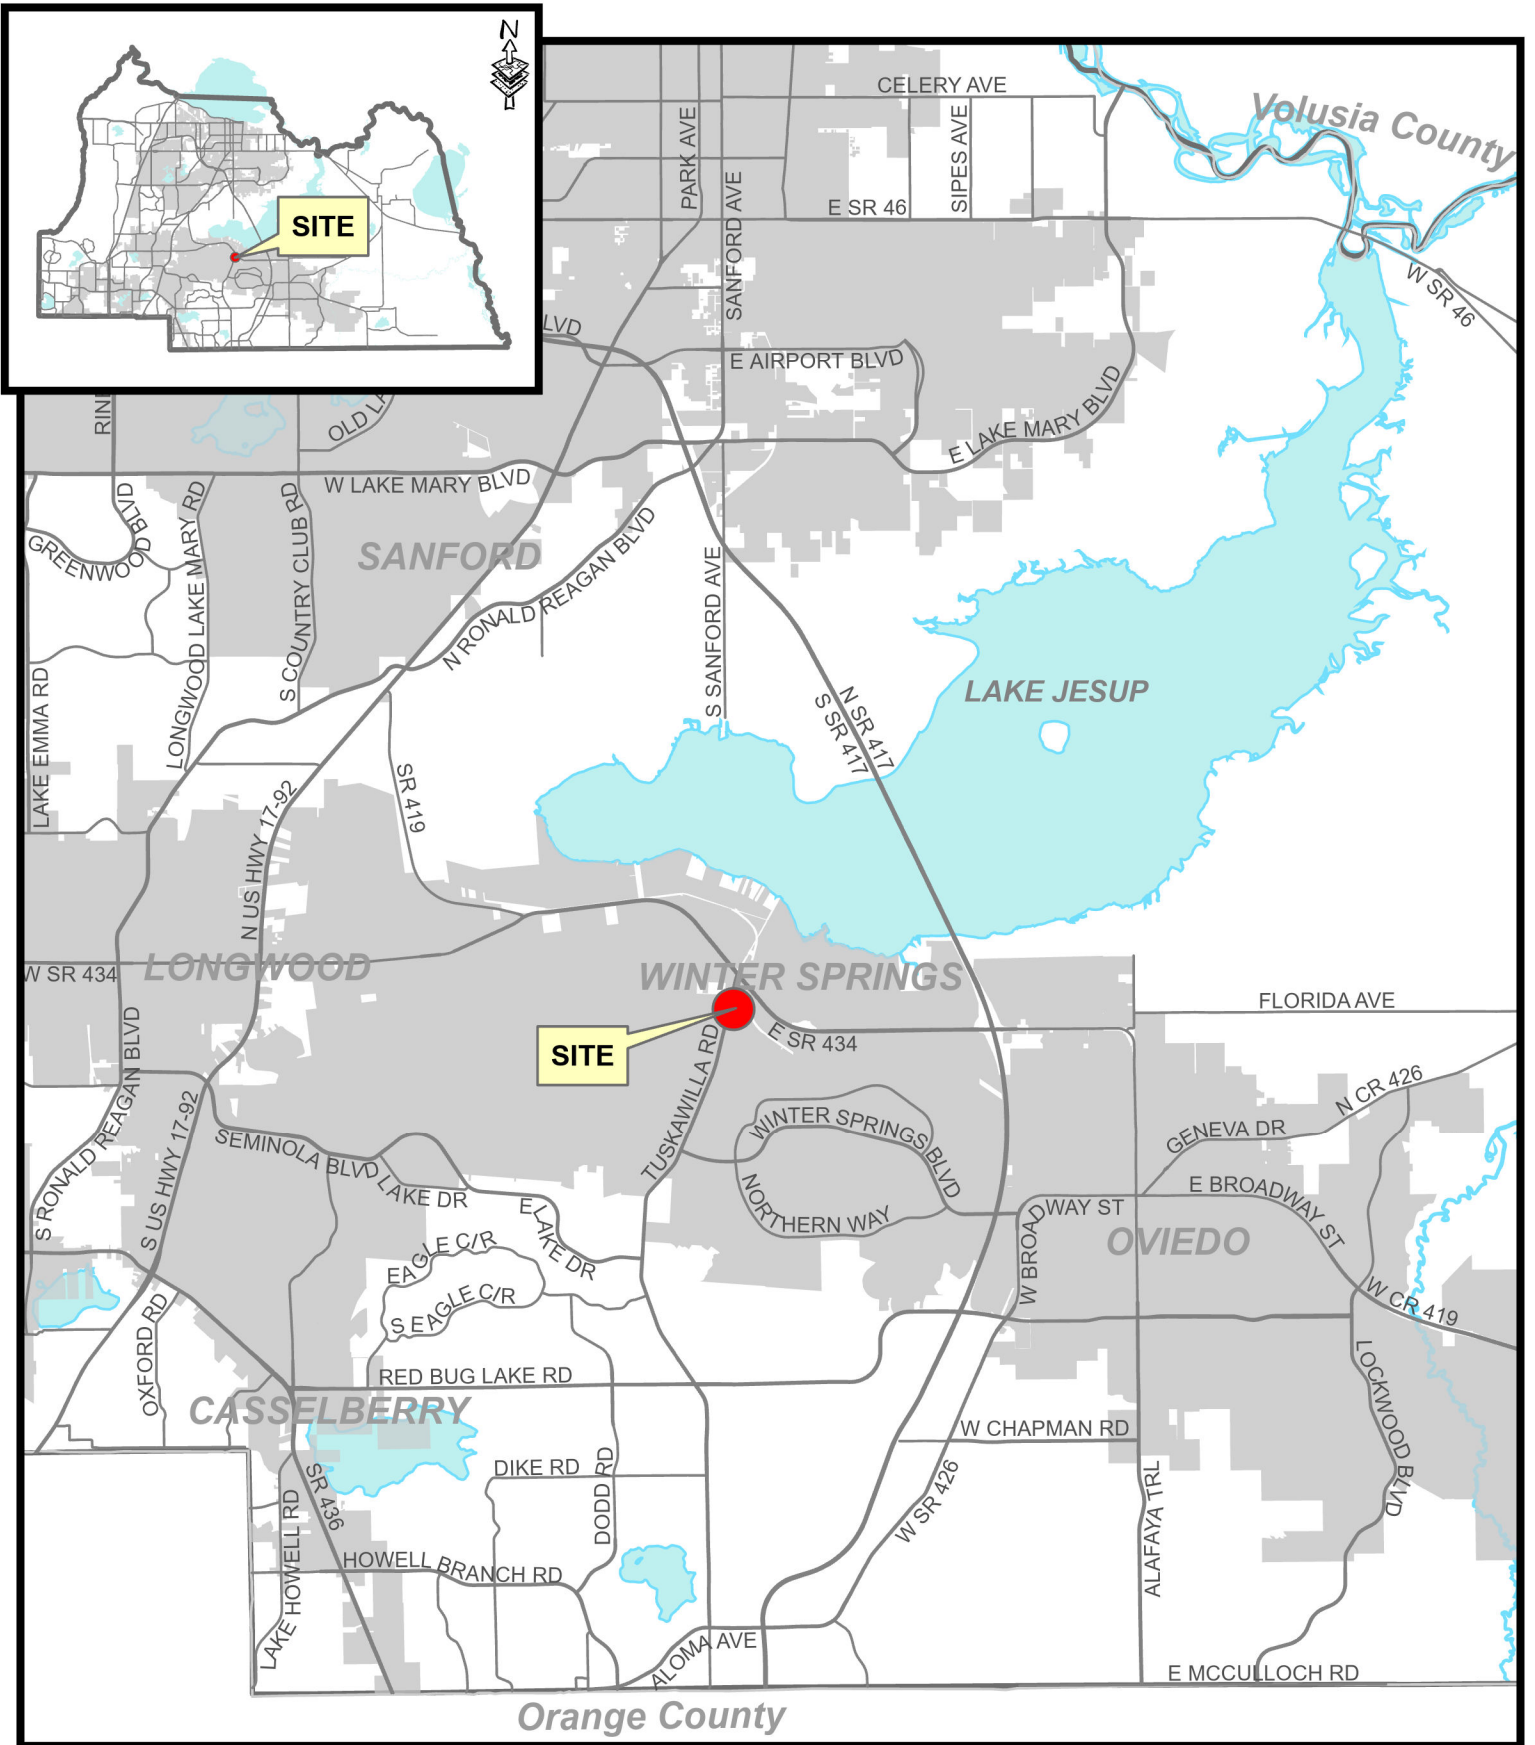 N
SITE
CELERY AVE
Volusia County
PARK AVE
SIPES AVE
SANFORD AVE
E SR 46
W SR 46
LVD
E AIRPORT BLVD
E LAKE MARY BLVD
RINE
OLD LA
W LAKE MARY BLVD
GREENWOOD BLVD
LONGWOOD LAKE MARY RD
S COUNTRY CLUB RD
SANFORD
N RONALD REAGAN BLVD
S SANFORD AVE
LAKE EMMA RD
LAKE JESUP
N SR 417
S SR 417
SR 419
N US HWY 17-92
W SR 434
LONGWOOD
WINTER SPRINGS
FLORIDA AVE
SITE
E SR 434
TUSKAWILLA RD
S RONALD REAGAN BLVD
S US HWY 17-92
SEMINOLA BLVD
LAKE DR
E LAKE DR
WINTER SPRINGS BLVD
NORTHERN WAY
N CR 426
GENEVA DR
E BROADWAY ST
W BROADWAY ST
OVIEDO
W CR 419
EAGLE C/R
S EAGLE C/R
OXFORD RD
RED BUG LAKE RD
CASSELBERRY
LOCKWOOD BLVD
W CHAPMAN RD
DIKE RD
DODD RD
SR 436
W SR 426
ALAFAYA TRL
LAKE HOWELL RD
HOWELL BRANCH RD
ALOMA AVE
E MCCULLOCH RD
Orange County